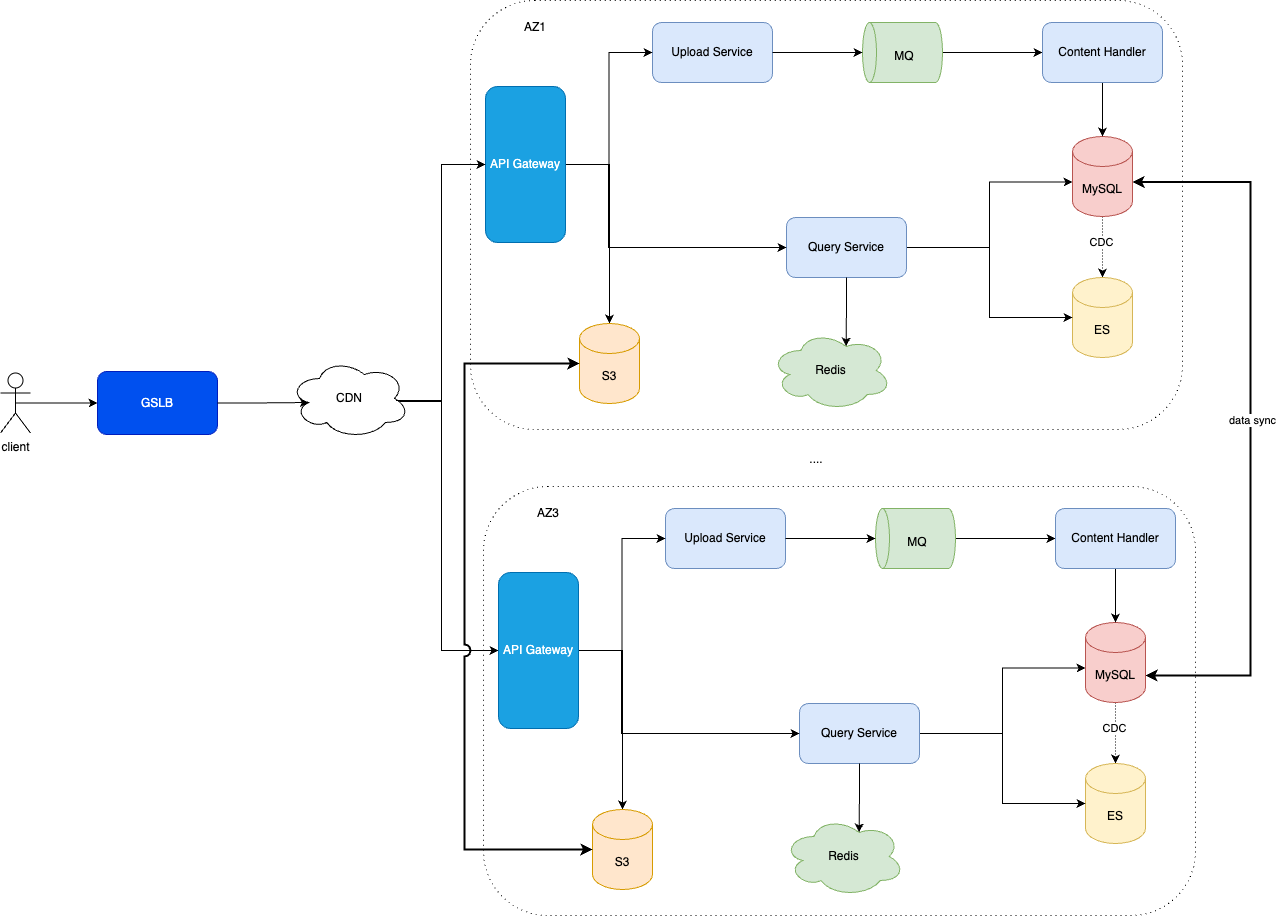 AZ1
Upload Service
MQ
Content Handler
API Gateway
MySQL
Query Service
CDC
ES
Redis
S3
GSLB
CDN
client
data sync
....
AZ3
Upload Service
MQ
Content Handler
API Gateway
MySQL
Query Service
CDC
ES
Redis
S3